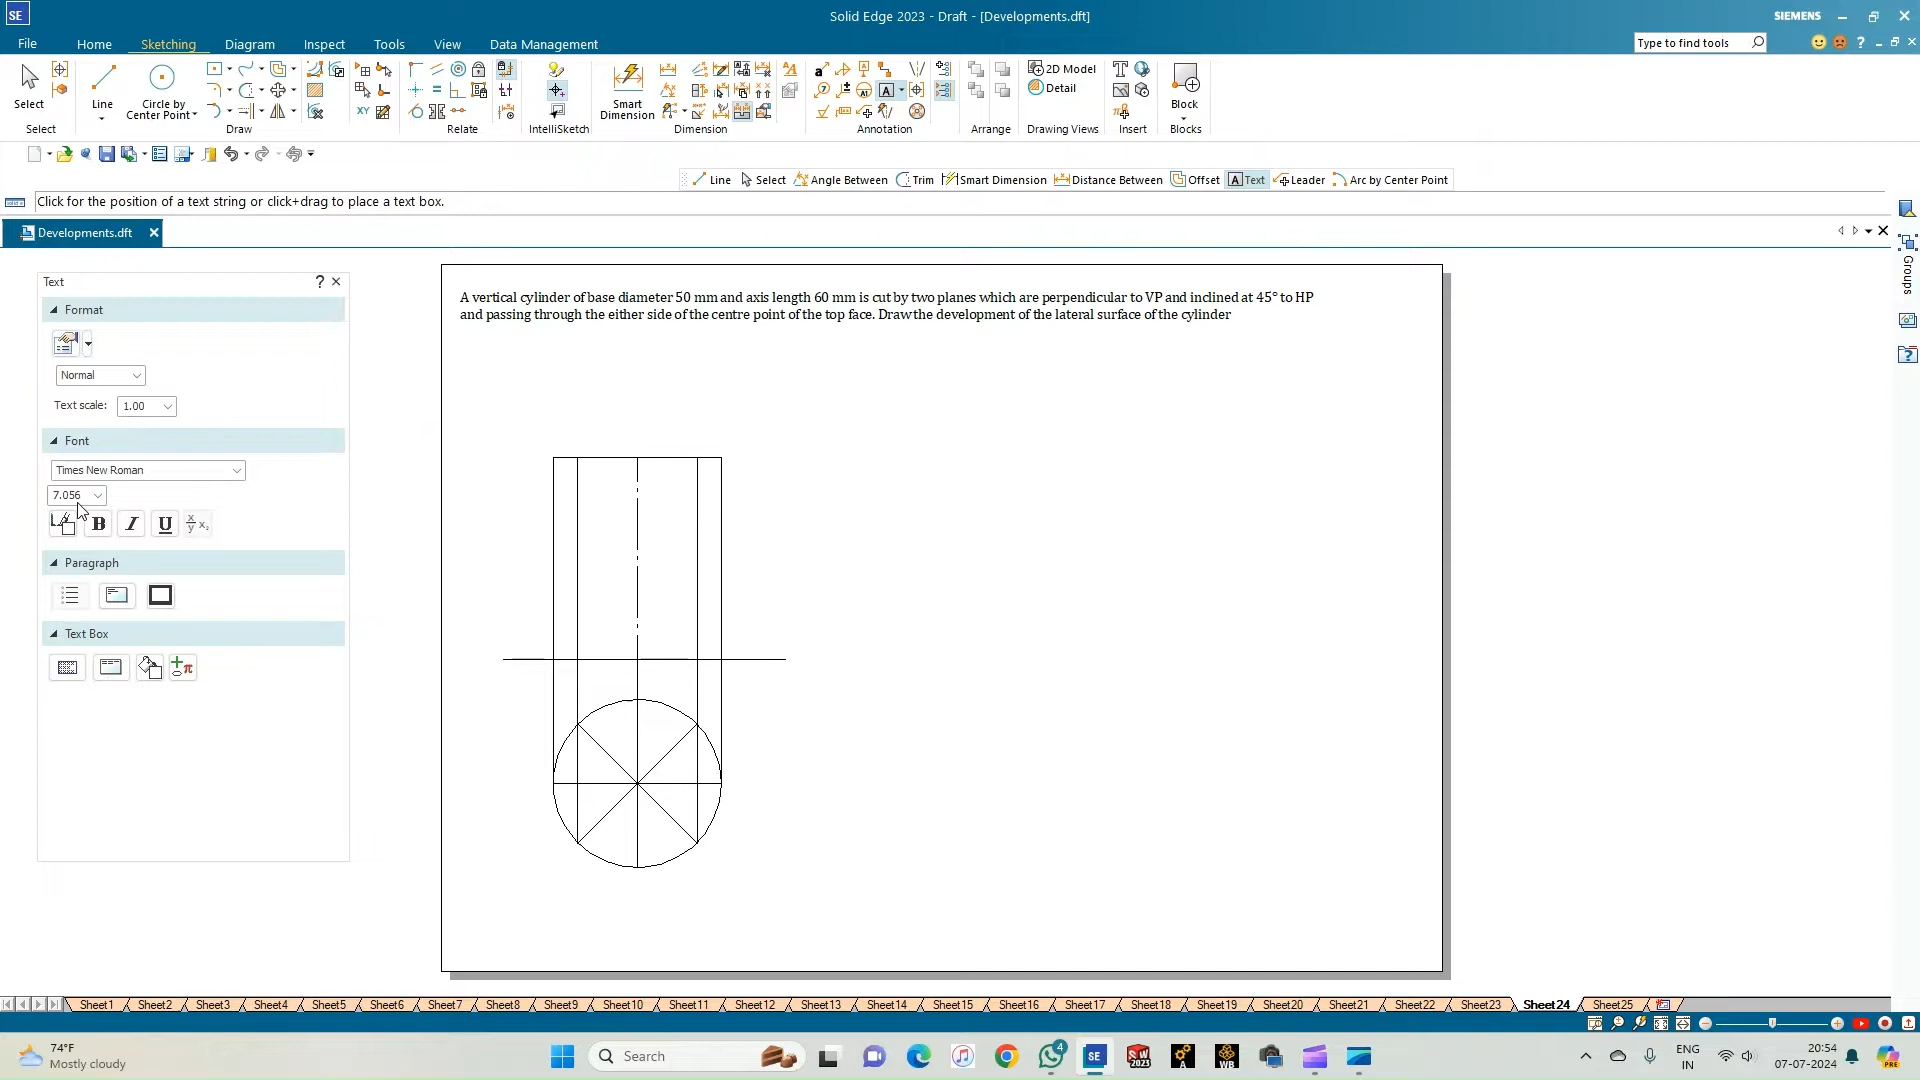 SE
Solid Edge 2023 - Draft - [Developments.dft]
SIEMENS
File Home Sketching Diagram Inspect Tools View Data Management
Type to find tools
Select
Line
Circle by
Center Point
Smart
Dimension
A
2D Model
Detail
Block
Select
Draw
Relate
IntelliSketch
Dimension
Annotation
Arrange
Drawing Views
Insert
Blocks
Line Select Angle Between Trim Smart Dimension Distance Between Offset A Text Leader Arc by Center Point
Click for the position of a text string or click+drag to place a text box.
Developments.dft
Groups
Text
Format
Normal
Text scale: 1.00
Font
Times New Roman
7.056
B I U
Paragraph
Text Box
A vertical cylinder of base diameter 50 mm and axis length 60 mm is cut by two planes which are perpendicular to VP and inclined at 45° to HP
and passing through the either side of the centre point of the top face. Draw the development of the lateral surface of the cylinder
Sheet1 Sheet2 Sheet3 Sheet4 Sheet5 Sheet6 Sheet7 Sheet8 Sheet9 Sheet10 Sheet11 Sheet12 Sheet13 Sheet14 Sheet15 Sheet16 Sheet17 Sheet18 Sheet19 Sheet20 Sheet21 Sheet22 Sheet23 Sheet24 Sheet25
74°F
Mostly cloudy
Search
4
SE
2023
A
WB
ENG
IN
20:54
07-07-2024
PRE